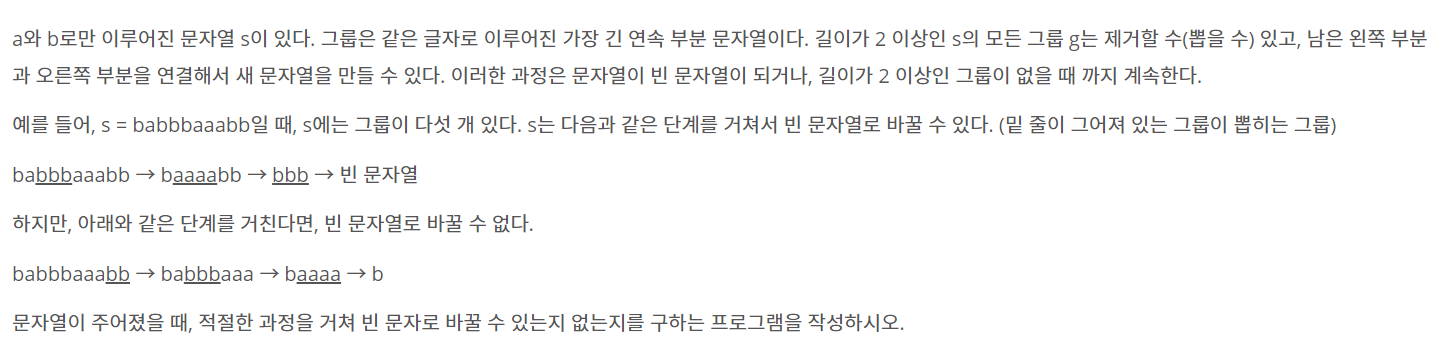 a와 b로만 이루어진 문자열 s이 있다. 그룹은 같은 글자로 이루어진 가장 긴 연속 부분 문자열이다. 길이가 2 이상인 s의 모든 그룹 g는 제거할 수(뽑을 수) 있고, 남은 왼쪽 부분
과 오른쪽 부분을 연결해서 새 문자열을 만들 수 있다. 이러한 과정은 문자열이 빈 문자열이 되거나, 길이가 2 이상인 그룹이 없을 때 까지 계속한다.
예를 들어, s = babbbaaabb일 때, s에는 그룹이 다섯 개 있다. s는 다음과 같은 단계를 거쳐서 빈 문자열로 바꿀 수 있다. (밑 줄이 그어져 있는 그룹이 뽑히는 그룹)
babbbaaabb → baaaabb → bbb → 빈 문자열
하지만, 아래와 같은 단계를 거친다면, 빈 문자열로 바꿀 수 없다.
babbbaaabb → babbbaaa → baaaa → b
문자열이 주어졌을 때, 적절한 과정을 거쳐 빈 문자로 바꿀 수 있는지 없는지를 구하는 프로그램을 작성하시오.